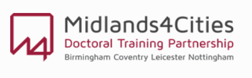 Midlands4Cities
Doctoral Training Partnership
Birmingham Coventry Leicester Nottingham